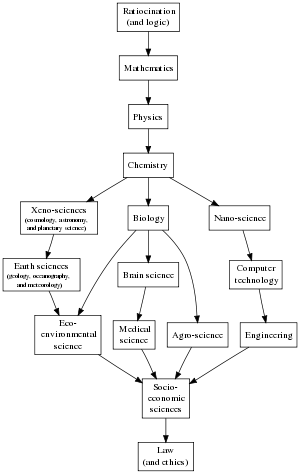 Ratiocination
(and logic)
Mathematics
Physics
Chemistry
Xeno-sciences
(cosmology, astronomy,
and planetary science)
Biology
Nano-science
Earth sciences
(geology, oceanography,
and meteorology)
Brain science
Computer
technology
Eco-
environmental
science
Medical
science
Agro-science
Engineering
Socio-
economic
sciences
Law
(and ethics)